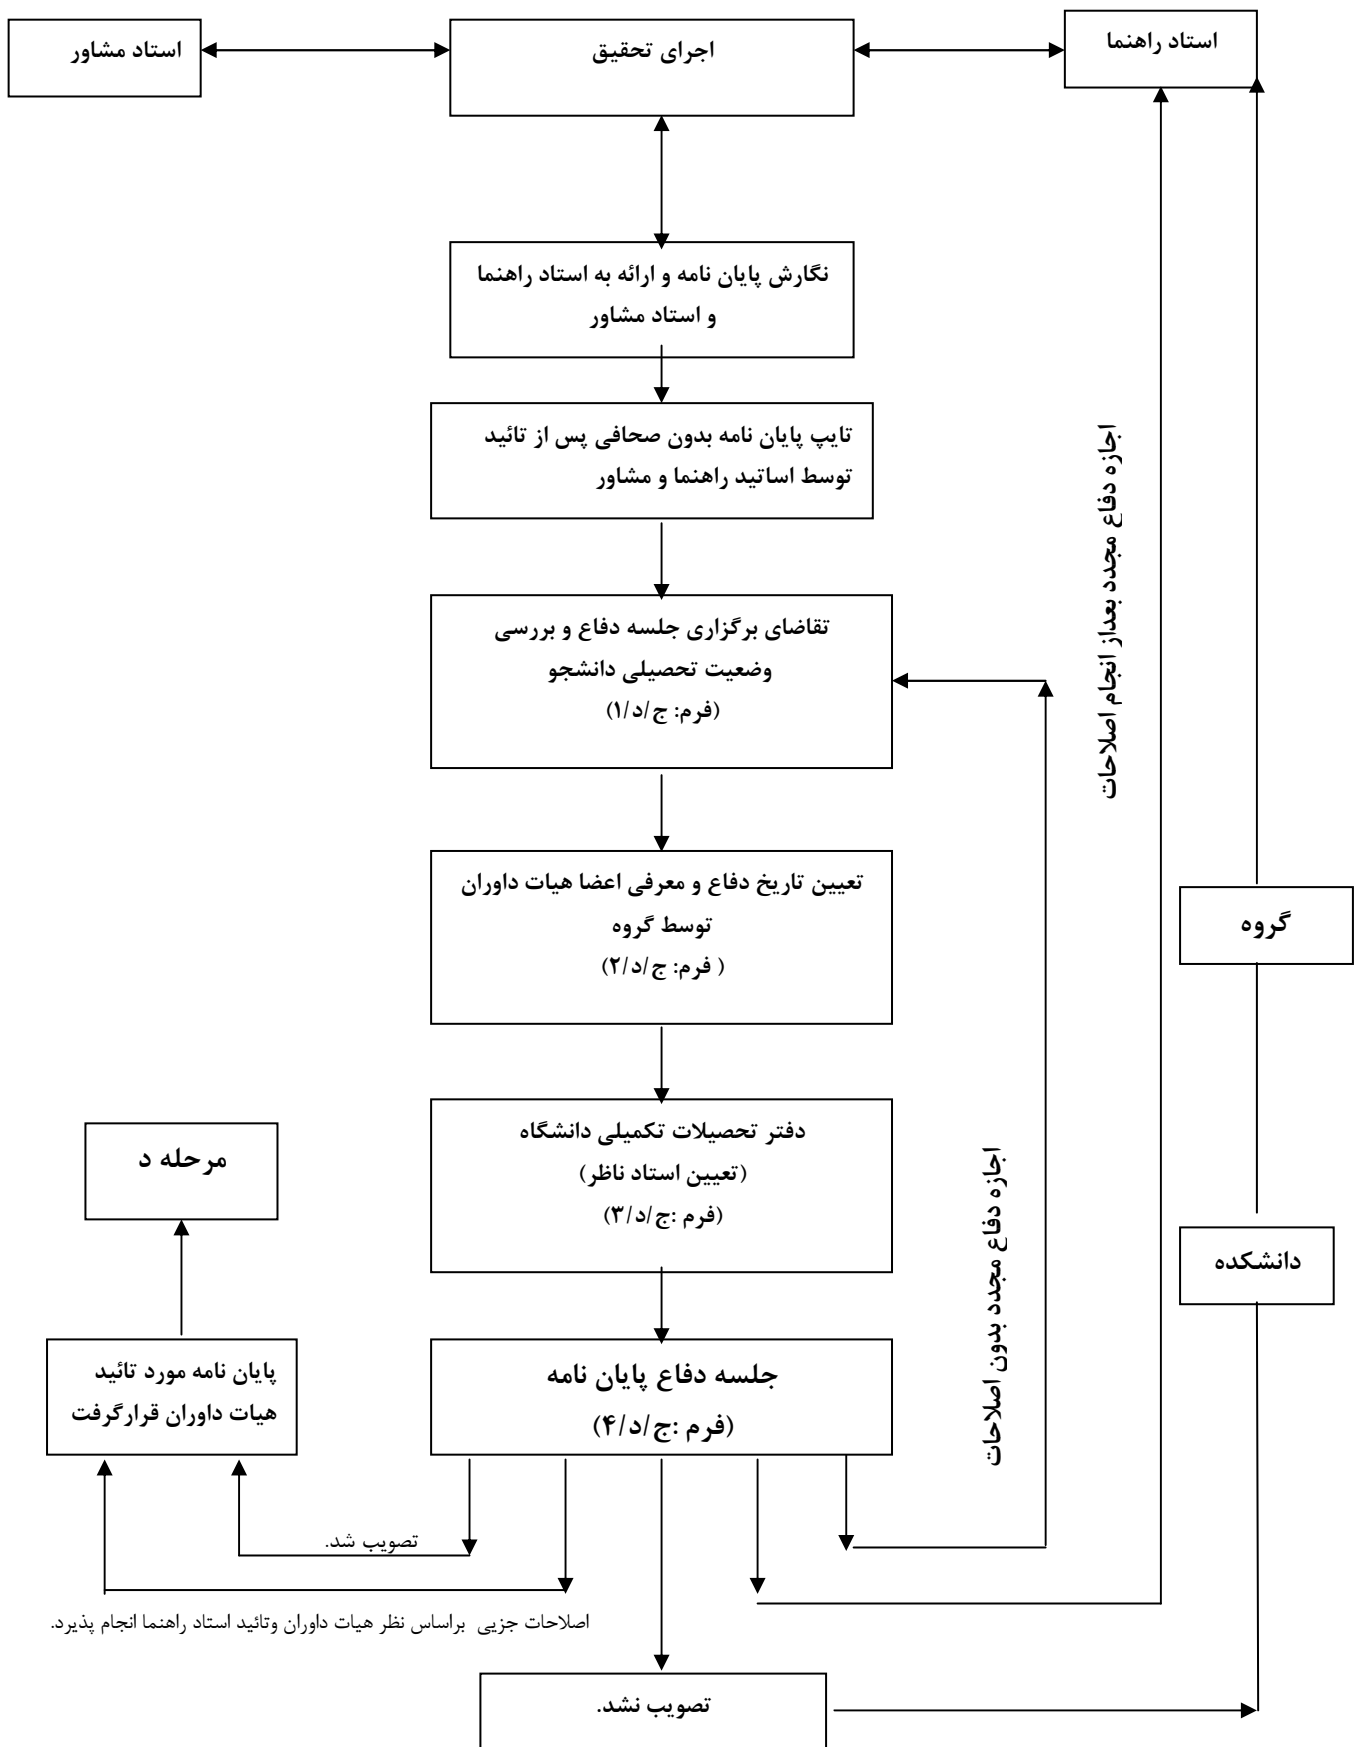 استاد راهنما
اجرای تحقیق
استاد مشاور
نگارش پایان نامه و ارائه به استاد راهنما
و استاد مشاور
تایپ پایان نامه بدون صحافی پس از تائید
توسط اساتید راهنما و مشاور
اجازه دفاع مجدد بعداز انجام اصلاحات
تقاضای برگزاری جلسه دفاع و بررسی
وضعیت تحصیلی دانشجو
(فرم: ج/د/۱)
تعیین تاریخ دفاع و معرفی اعضا هیات داوران
توسط گروه
( فرم: ج/د/۲)
گروه
دفتر تحصیلات تکمیلی دانشگاه
(تعیین استاد ناظر)
(فرم :ج/د/۳)
مرحله د
اجازه دفاع مجدد بدون اصلاحات
دانشکده
جلسه دفاع پایان نامه
(فرم :ج/د/۴)
پایان نامه مورد تائید
هیات داوران قرارگرفت
تصویب شد.
اصلاحات جزیی براساس نظر هیات داوران وتائید استاد راهنما انجام پذیرد.
تصویب نشد.